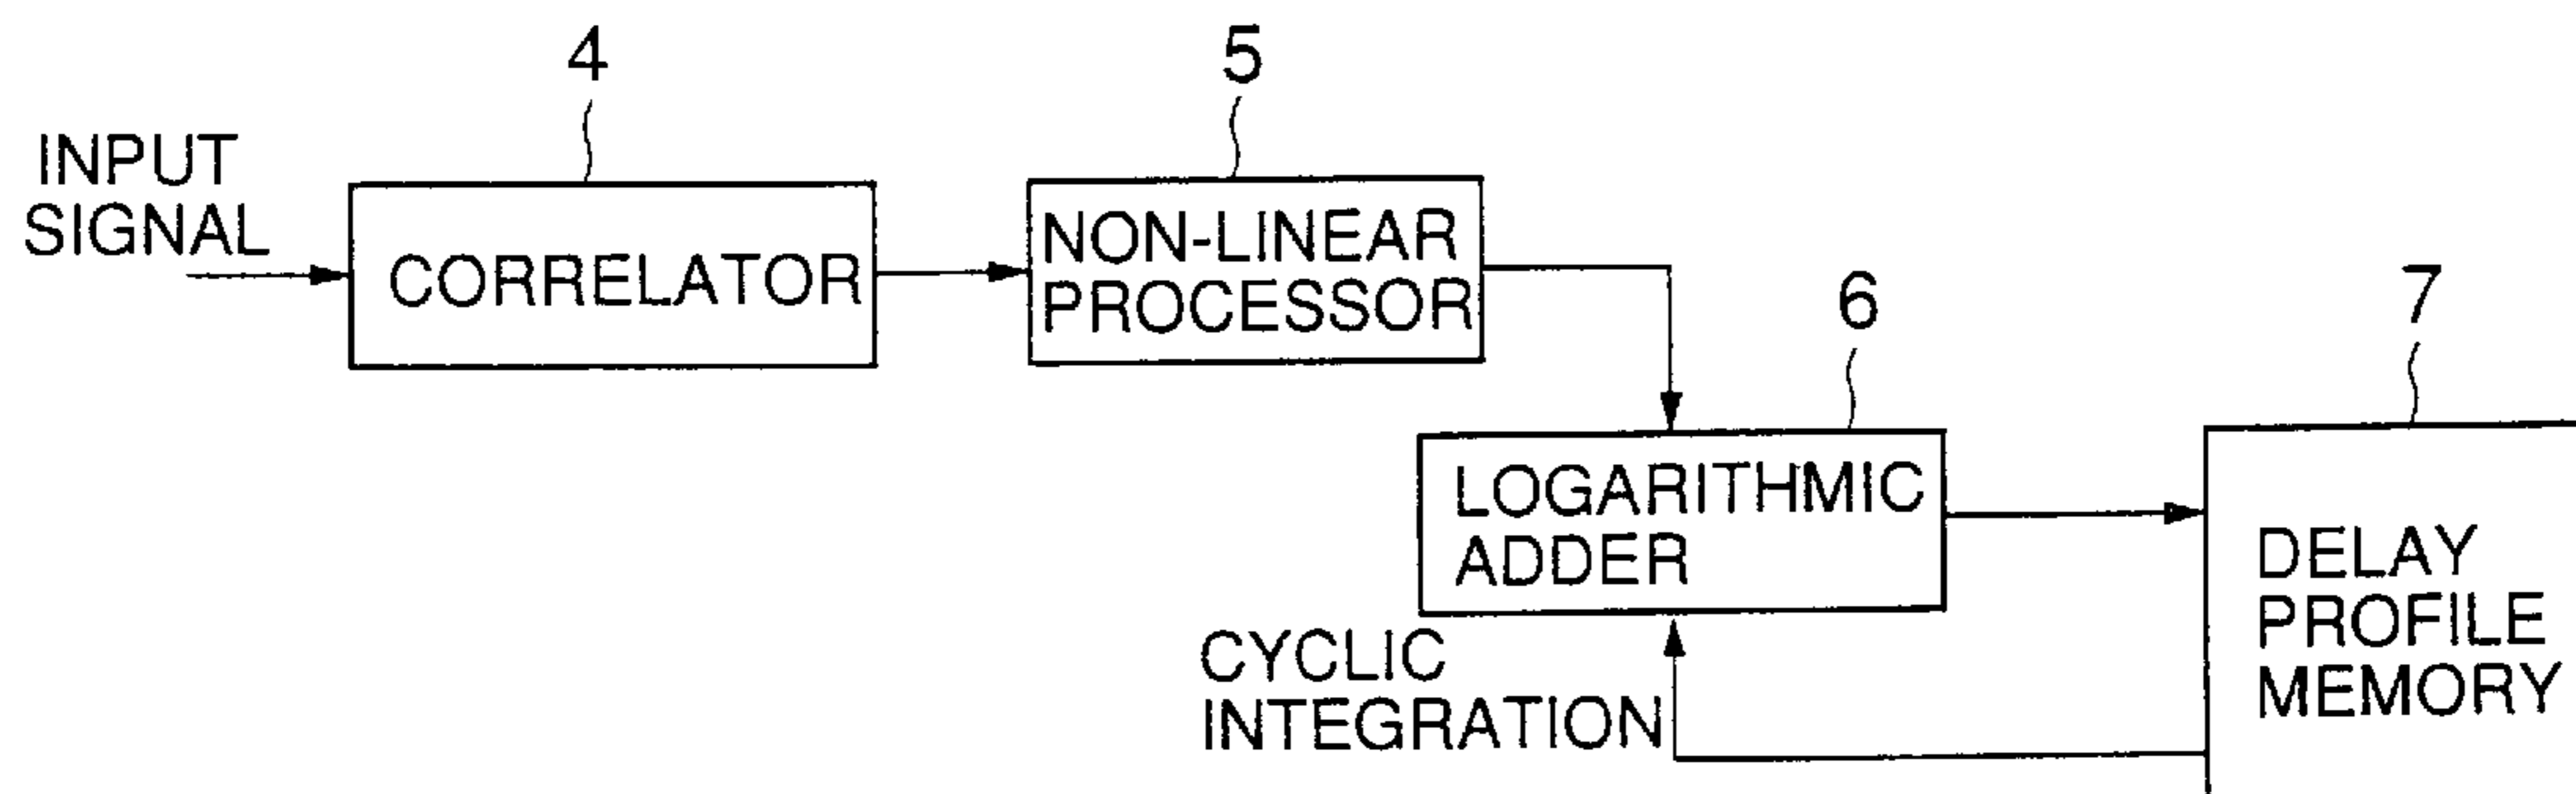 4
5
INPUT
SIGNAL
CORRELATOR
NON-LINEAR
PROCESSOR
6
7
LOGARITHMIC
ADDER
DELAY
PROFILE
MEMORY
CYCLIC
INTEGRATION